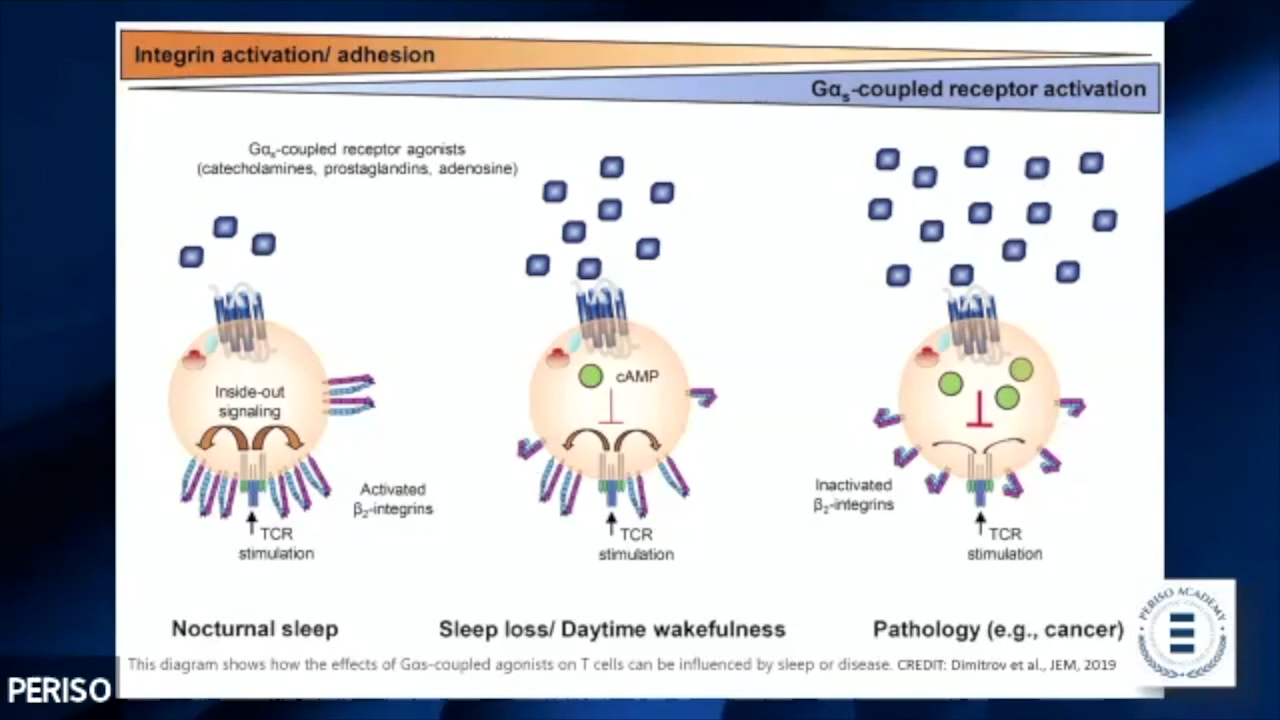 Integrin activation/ adhesion
Gαs-coupled receptor activation
Gαs-coupled receptor agonists
(catecholamines, prostaglandins, adenosine)
Inside-out
signaling
cAMP
Activated
β2-integrins
Inactivated
β2-integrins
TCR
stimulation
TCR
stimulation
TCR
stimulation
Nocturnal sleep
Sleep loss/ Daytime wakefulness
Pathology (e.g., cancer)
This diagram shows how the effects of Gαs-coupled agonists on T cells can be influenced by sleep or disease. CREDIT: Dimitrov et al., JEM, 2019
PERISO ACADEMY
PERISO